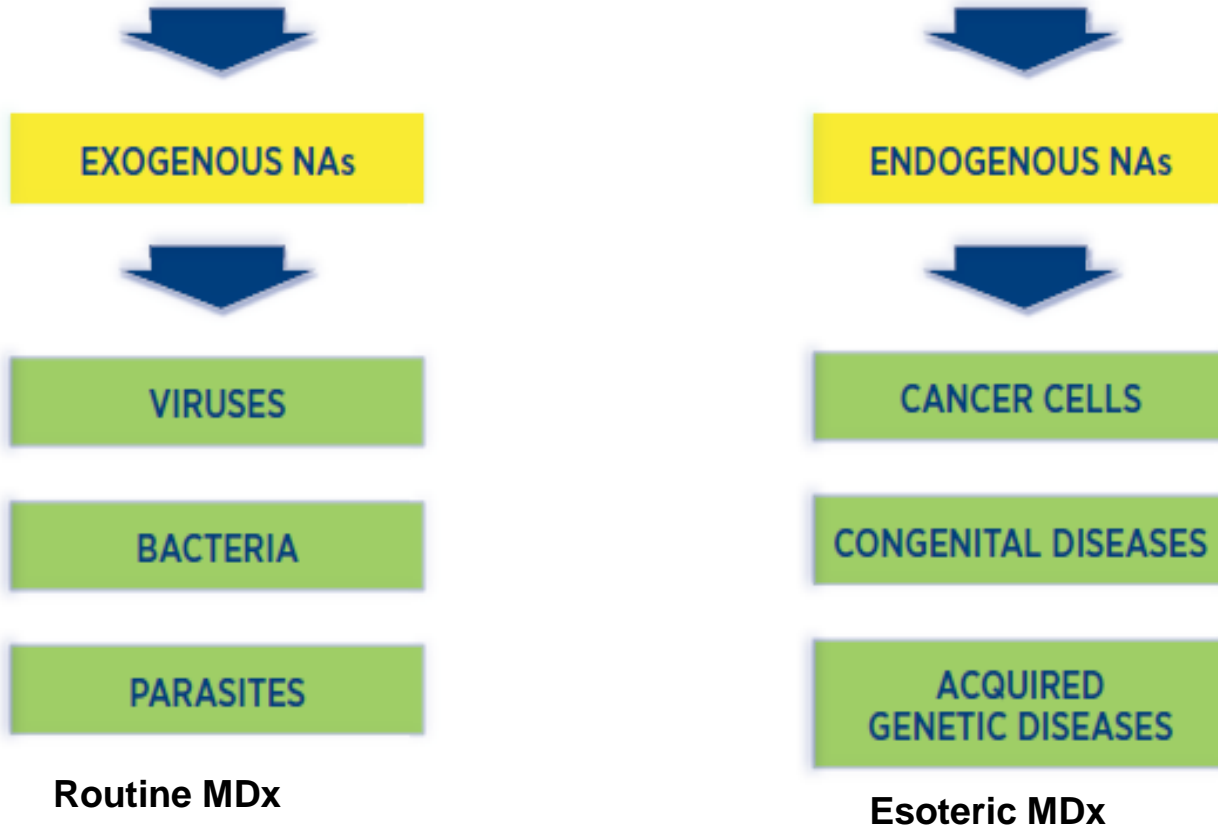 EXOGENOUS NAs
VIRUSES
BACTERIA
PARASITES
Routine MDx
ENDOGENOUS NAs
CANCER CELLS
CONGENITAL DISEASES
ACQUIRED
GENETIC DISEASES
Esoteric MDx